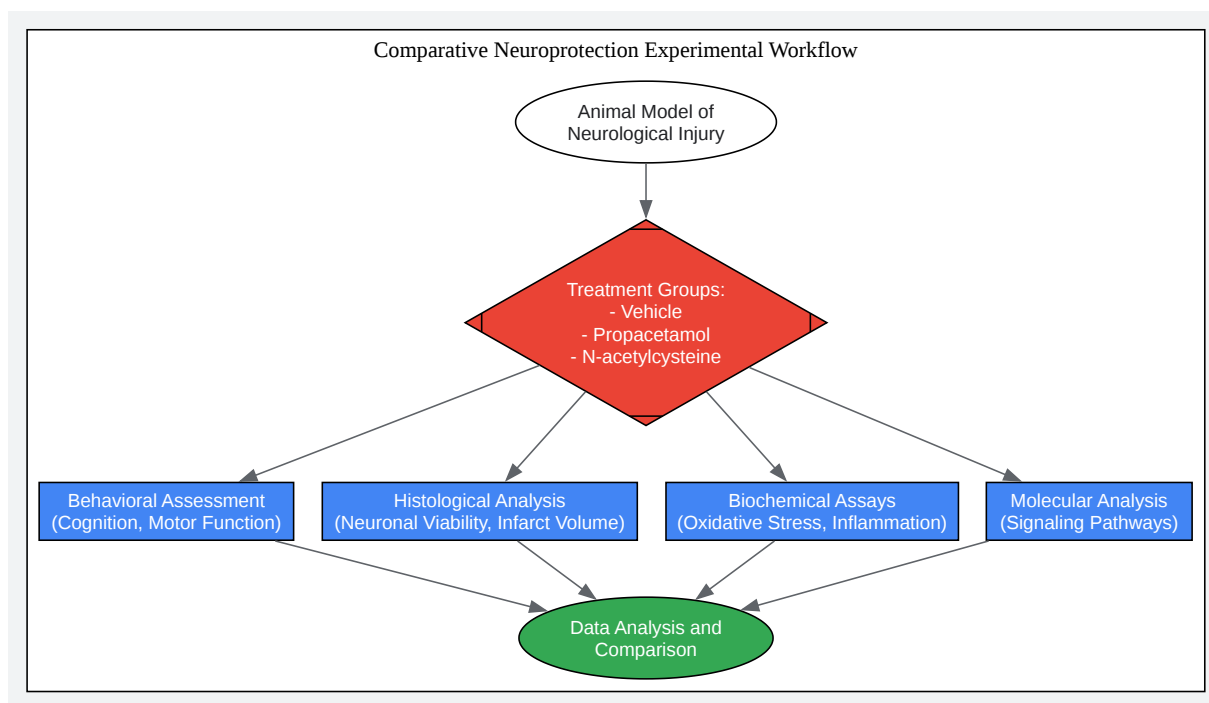 Comparative Neuroprotection Experimental Workflow
Animal Model of
Neurological Injury
Treatment Groups:
- Vehicle
- Propacetamol
- N-acetylcysteine
Behavioral Assessment
(Cognition, Motor Function)
Histological Analysis
(Neuronal Viability, Infarct Volume)
Biochemical Assays
(Oxidative Stress, Inflammation)
Molecular Analysis
(Signaling Pathways)
Data Analysis and
Comparison